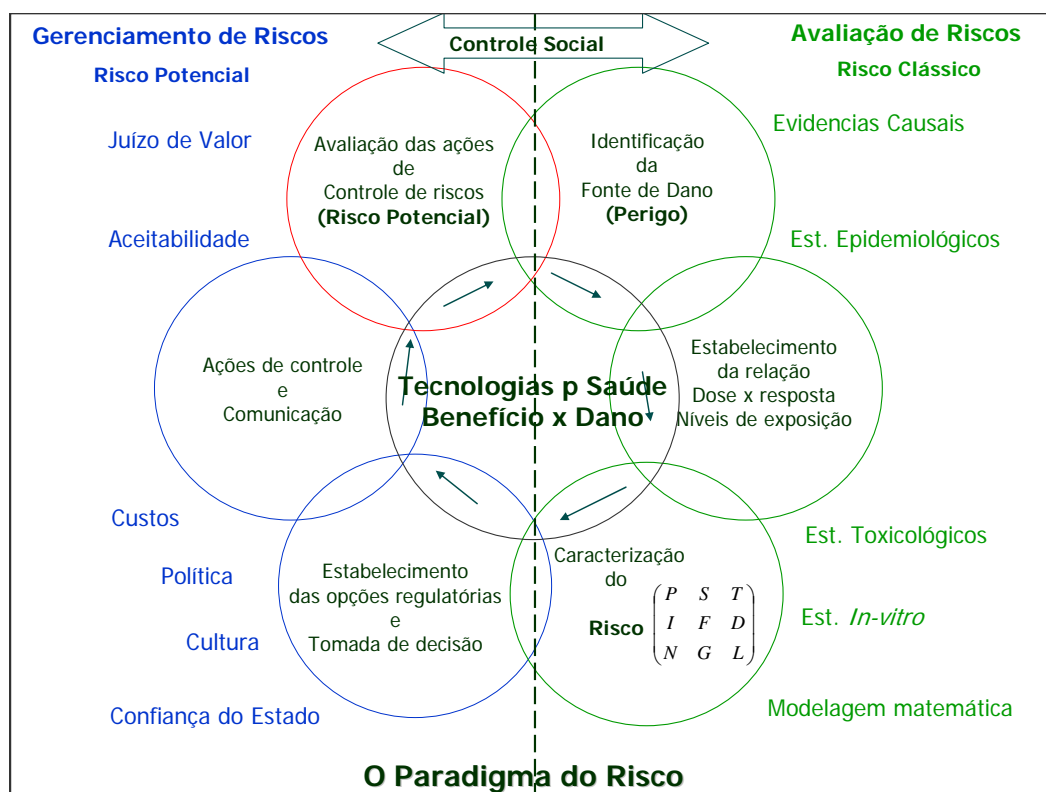 Gerenciamento de Riscos
Controle Social
Avaliação de Riscos
Risco Potencial
Risco Clássico
Juízo de Valor
Avaliação das ações
de
Controle de riscos
(Risco Potencial)
Identificação
da
Fonte de Dano
(Perigo)
Evidencias Causais
Aceitabilidade
Est. Epidemiológicos
Ações de controle
e
Comunicação
Tecnologias p Saúde
Benefício x Dano
Estabelecimento
da relação
Dose x resposta
Níveis de exposição
Custos
Política
Cultura
Confiança do Estado
Estabelecimento
das opções regulatórias
e
Tomada de decisão
Caracterização
do
Risco
P S T
I F D
N G L
Est. Toxicológicos
Est. In-vitro
Modelagem matemática
O Paradigma do Risco